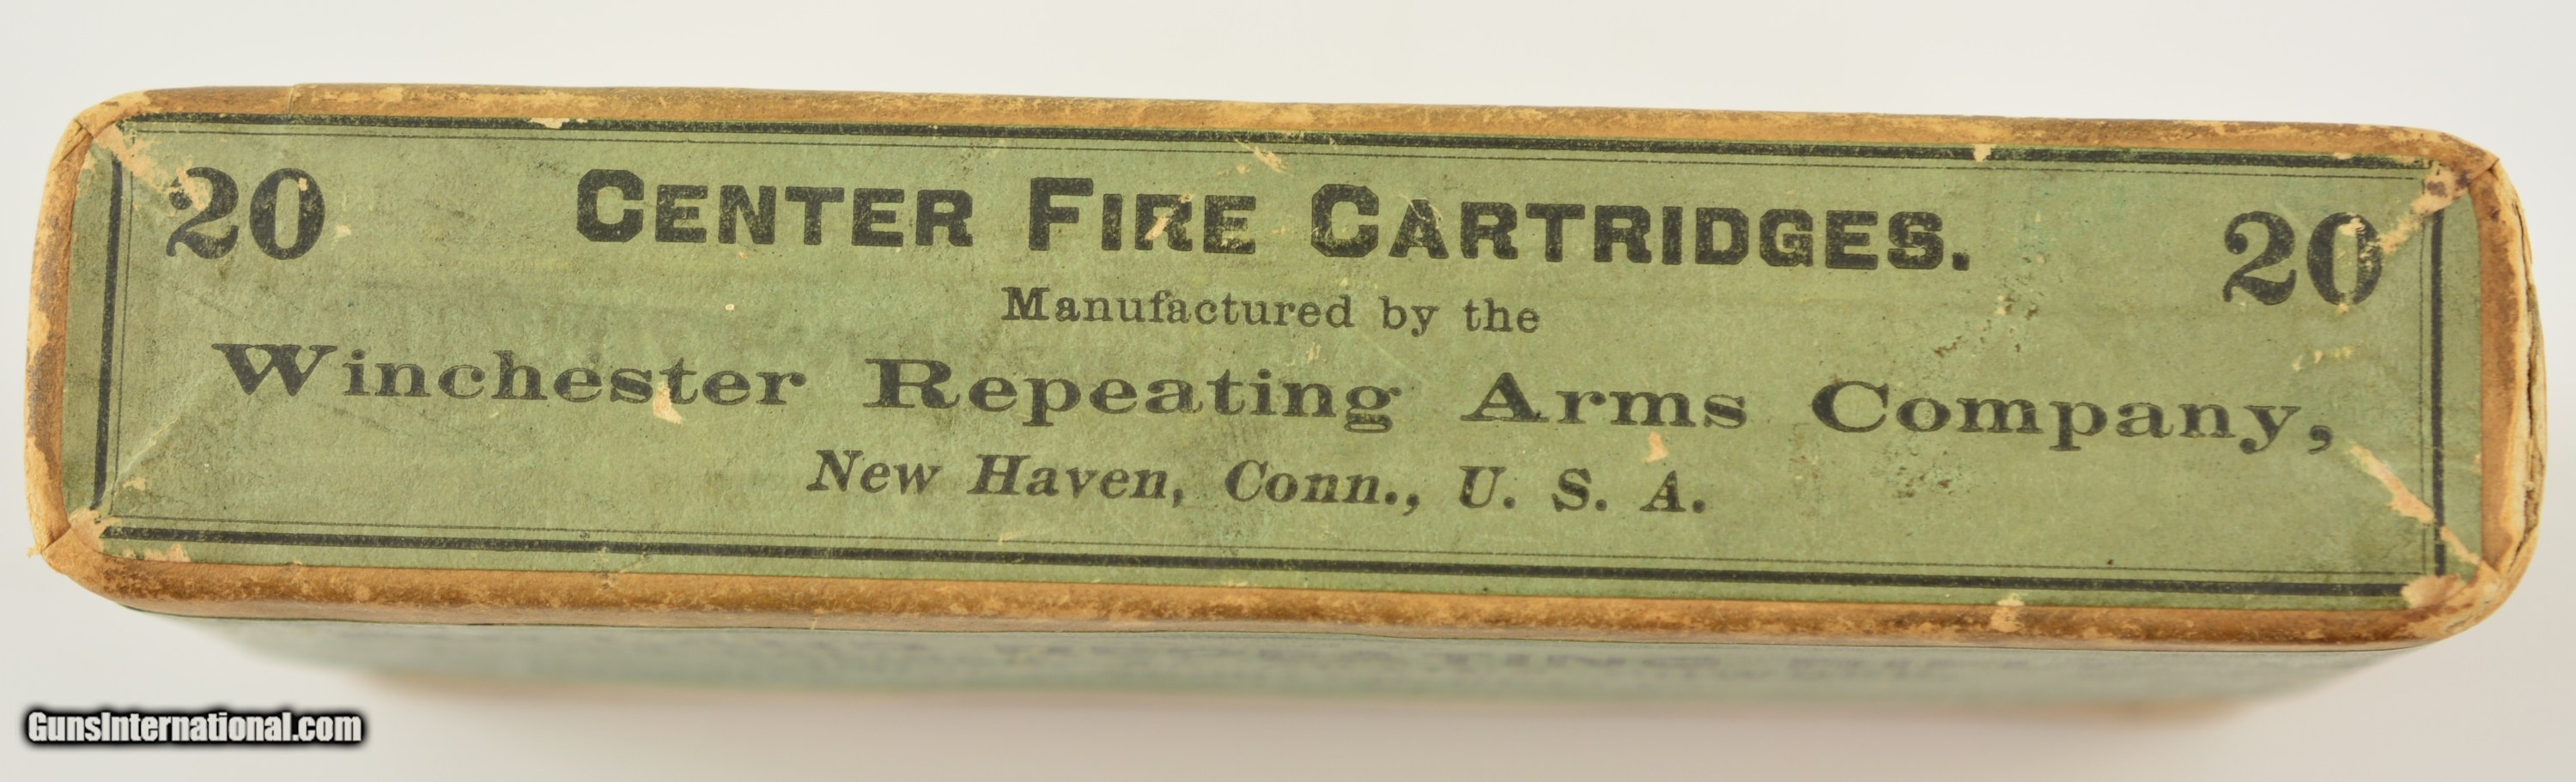 20 CENTER FIRE CARTRIDGES. 20
Manufactured by the
Winchester Repeating Arms Company,
New Haven, Conn., U. S. A.
GunsInternational.com